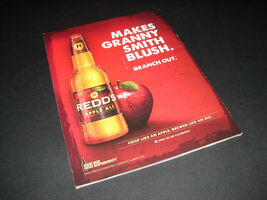 MAKES
GRANNY
SMITH
BLUSH.
BRANCH OUT.
REDD'S
APPLE ALE
CRISP LIKE AN APPLE. BREWED LIKE AN ALE.